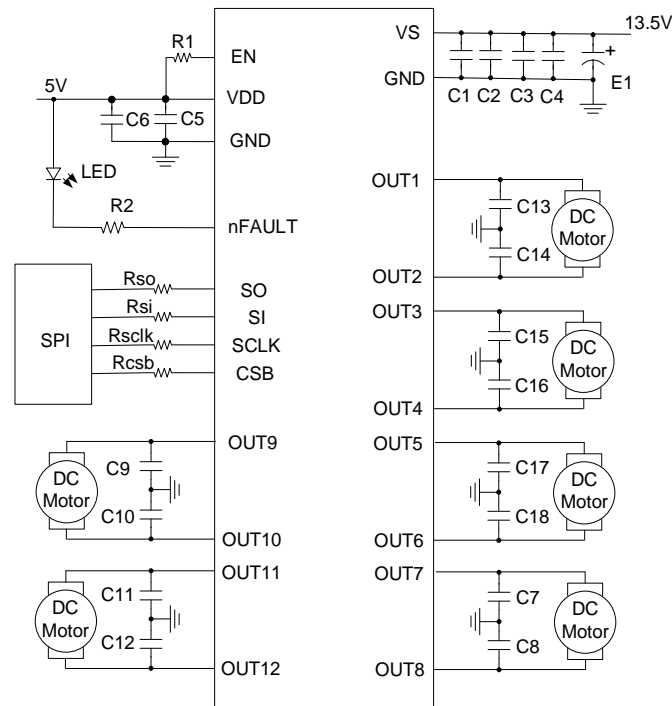 R1
EN
5V
VDD
C6
C5
GND
LED
R2
nFAULT
VS
13.5V
GND
C1
C2
C3
C4
+
E1
SPI
Rso
SO
Rsi
SI
Rsclk
SCLK
Rcsb
CSB
OUT1
C13
DC
Motor
C14
OUT2
OUT3
C15
DC
Motor
C16
OUT4
OUT9
C9
DC
Motor
C10
OUT10
OUT5
C17
DC
Motor
C18
OUT6
OUT11
C11
DC
Motor
C12
OUT12
OUT7
C7
DC
Motor
C8
OUT8